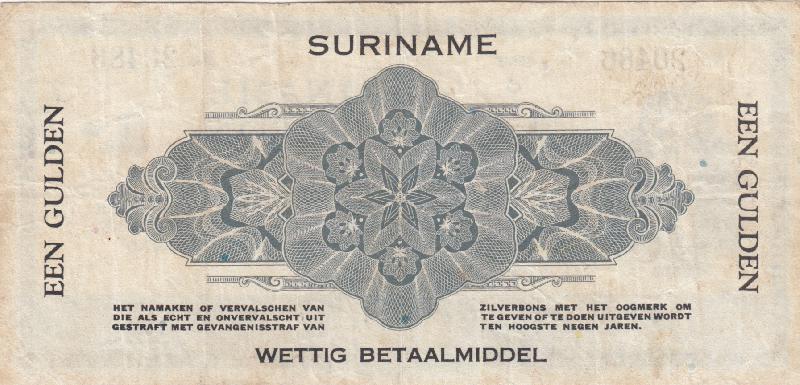 SURINAME
EEN GULDEN
EEN GULDEN
HET NAMAKEN OF VERVALSCHEN VAN
DIE ALS ECHT EN ONVERVALSCHT UIT
GESTRAFT MET GEVANGENISSTRAF VAN
ZILVERBONS MET HET OOGMERK OM
TE GEVEN OF TE DOEN UITGEVEN WORDT
TEN HOOGSTE NEGEN JAREN.
WETTIG BETAALMIDDEL